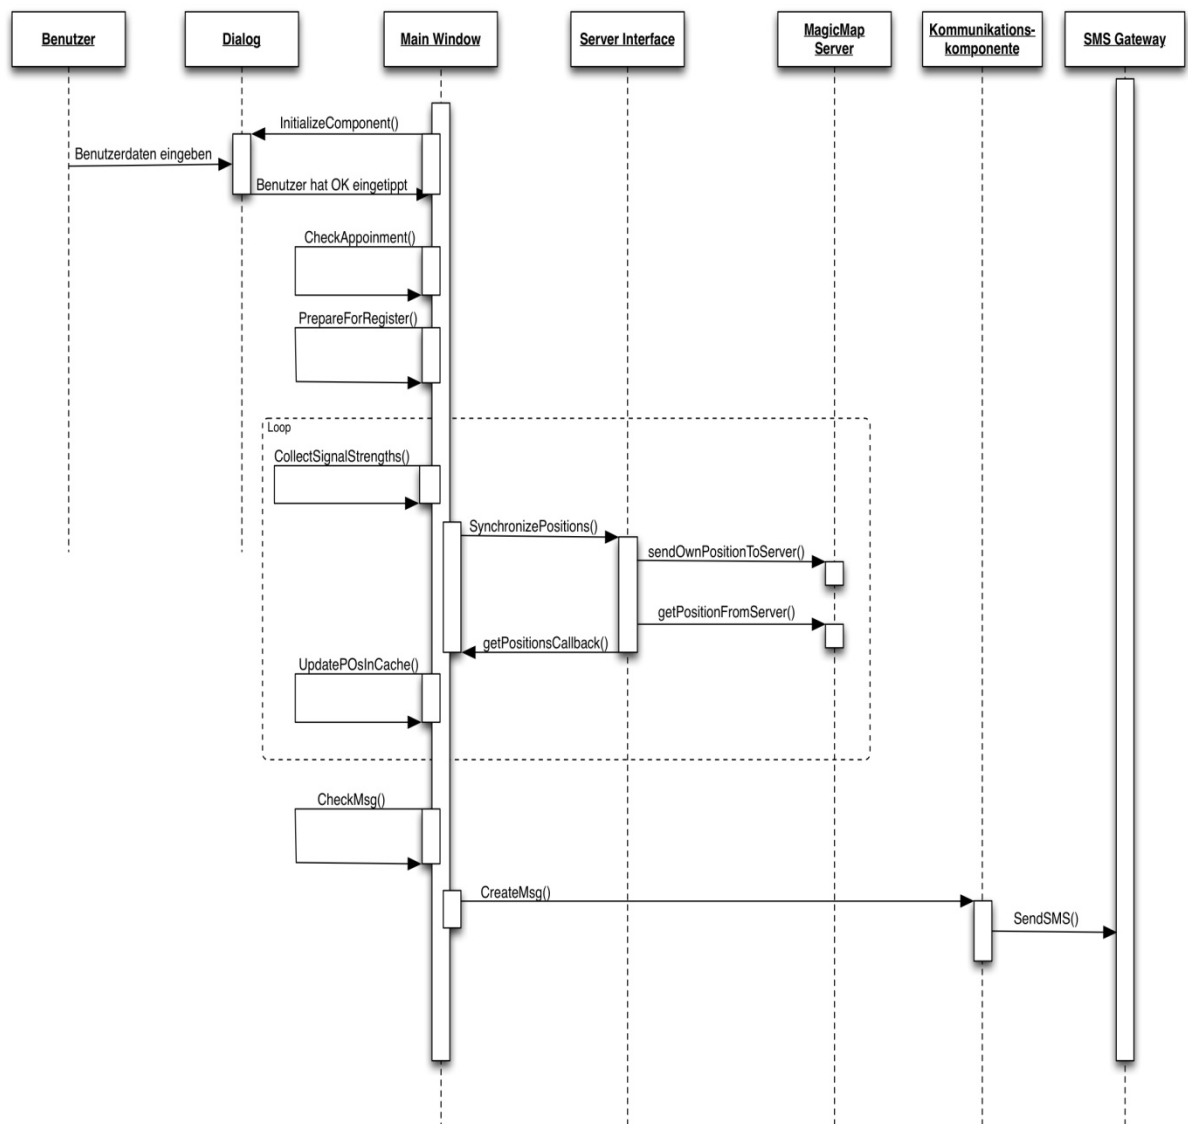 Benutzer
Dialog
Main Window
Server Interface
MagicMap
Server
Kommunikations-
komponente
SMS Gateway
InitializeComponent()
Benutzerdaten eingeben
Benutzer hat OK eingetippt
CheckAppoinment()
PrepareForRegister()
Loop
CollectSignalStrengths()
SynchronizePositions()
sendOwnPositionToServer()
getPositionFromServer()
getPositionsCallback()
UpdatePOsInCache()
CheckMsg()
CreateMsg()
SendSMS()